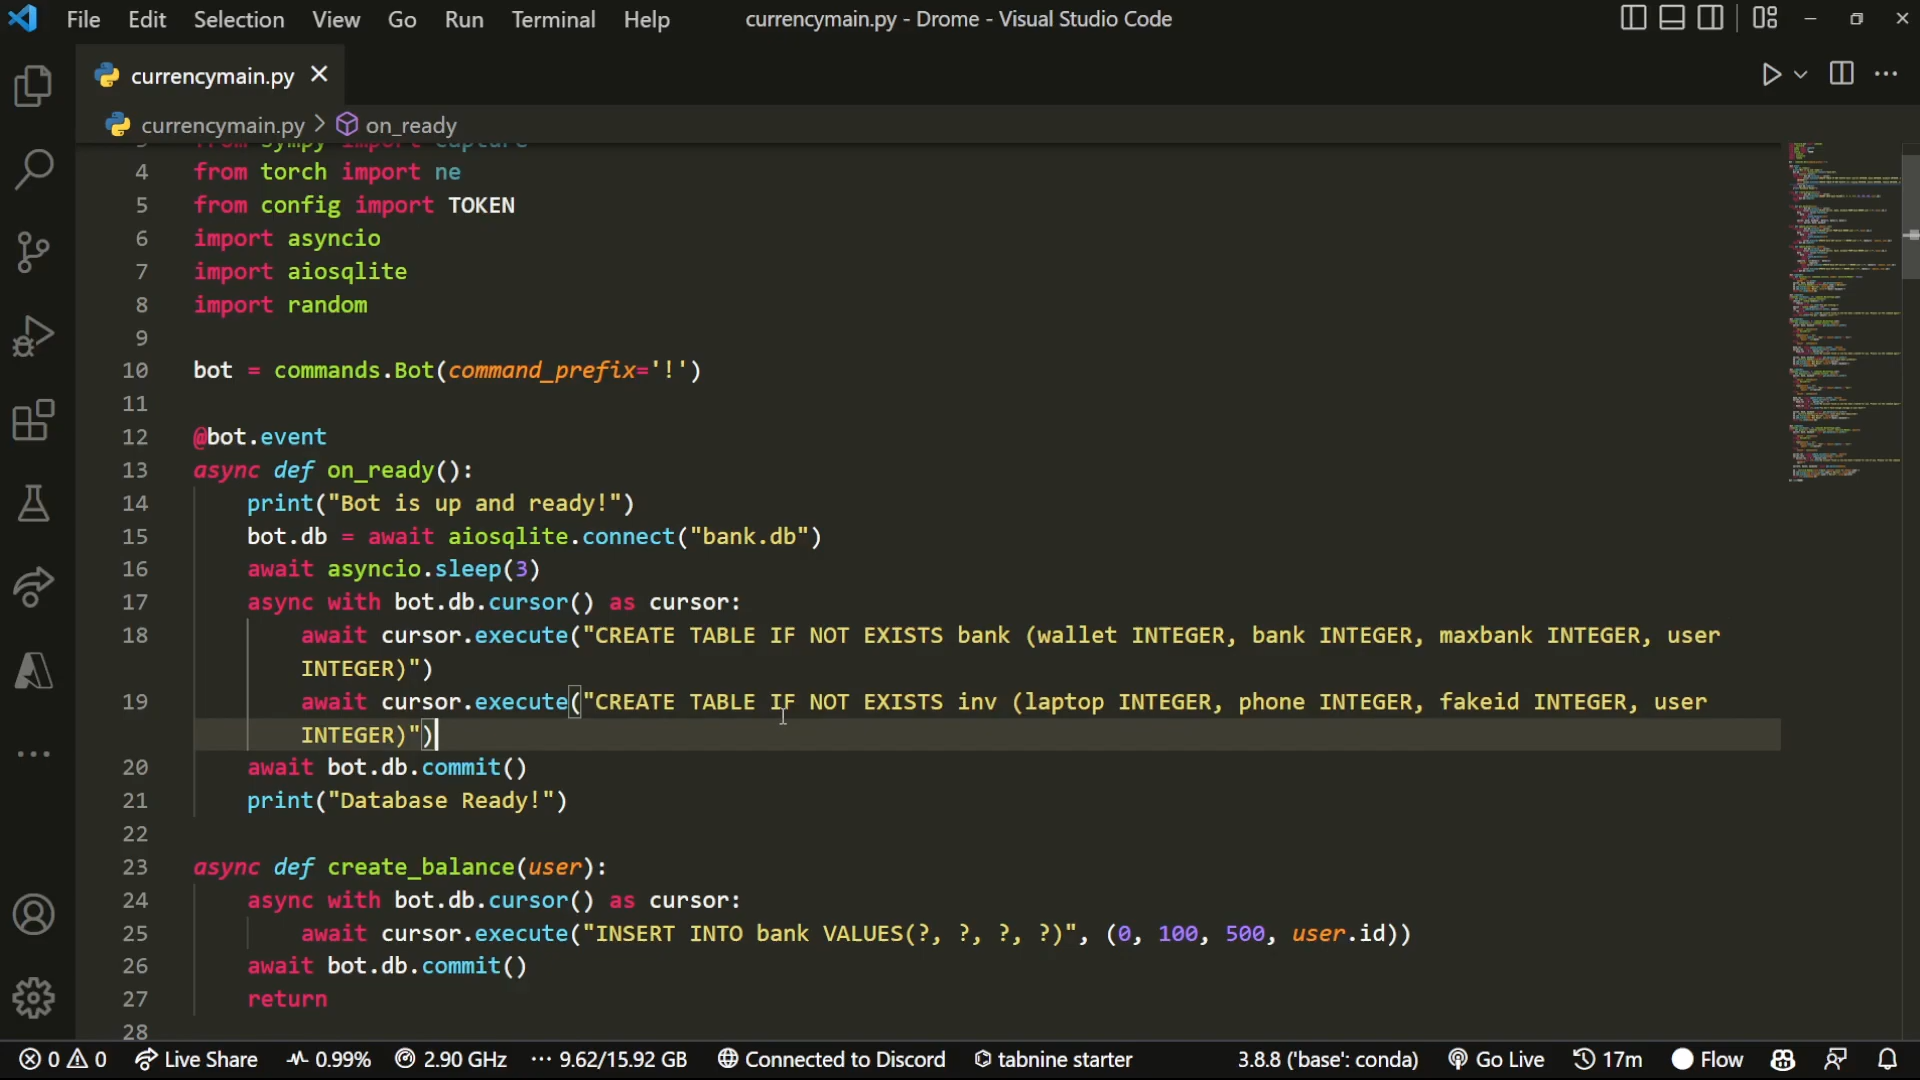 File Edit Selection View Go Run Terminal Help currencymain.py - Drome - Visual Studio Code
currencymain.py
currencymain.py > on_ready
from sympy import capture
4 from torch import ne
5 from config import TOKEN
6 import asyncio
7 import aiosqlite
8 import random
9
10 bot = commands.Bot(command_prefix='!')
11
12 @bot.event
13 async def on_ready():
14 print("Bot is up and ready!")
15 bot.db = await aiosqlite.connect("bank.db")
16 await asyncio.sleep(3)
17 async with bot.db.cursor() as cursor:
18 await cursor.execute("CREATE TABLE IF NOT EXISTS bank (wallet INTEGER, bank INTEGER, maxbank INTEGER, user
INTEGER)")
19 await cursor.execute("CREATE TABLE IF NOT EXISTS inv (laptop INTEGER, phone INTEGER, fakeid INTEGER, user
INTEGER)")
20 await bot.db.commit()
21 print("Database Ready!")
22
23 async def create_balance(user):
24 async with bot.db.cursor() as cursor:
25 await cursor.execute("INSERT INTO bank VALUES(?, ?, ?, ?)", (0, 100, 500, user.id))
26 await bot.db.commit()
27 return
28
0 0 Live Share 0.99% 2.90 GHz 9.62/15.92 GB Connected to Discord tabnine starter 3.8.8 ('base': conda) Go Live 17m Flow